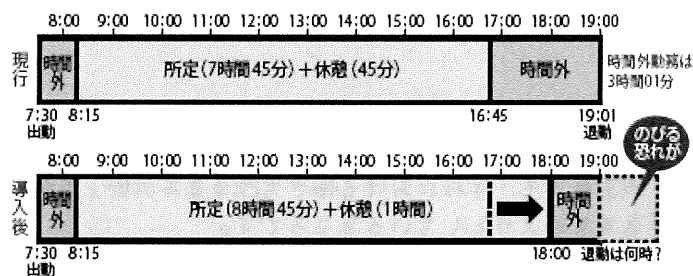 8:00 9:00 10:00 11:00 12:00 13:00 14:00 15:00 16:00 17:00 18:00 19:00
現行
時間外
所定(7時間45分)+休憩(45分)
時間外
時間外勤務は
3時間01分
7:30 8:15 16:45 19:01
出勤 退勤
のびる
恐れが
8:00 9:00 10:00 11:00 12:00 13:00 14:00 15:00 16:00 17:00 18:00 19:00
導入後
時間外
所定(8時間45分)+休憩(1時間)
時間外
7:30 8:15 18:00 退勤は何時?
出勤